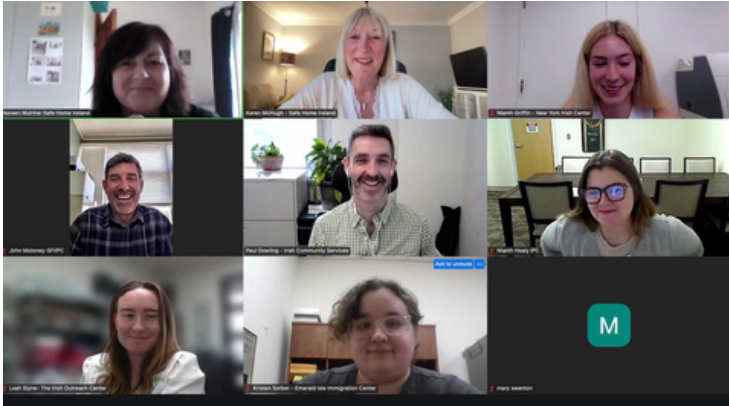 Noreen Mulrine-Safe Home Ireland
Karen McHugh - Safe Home Ireland
Niamh Griffin - New York Irish Center
John Moloney-SFIIPC
Paul Dowling - Irish Community Services
Niamh Healy IPC
Ask to unmute
Leah Slyne- The Irish Outreach Center
Kristen Sorber - Emerald Isle Immigration Center
M
mary swanton